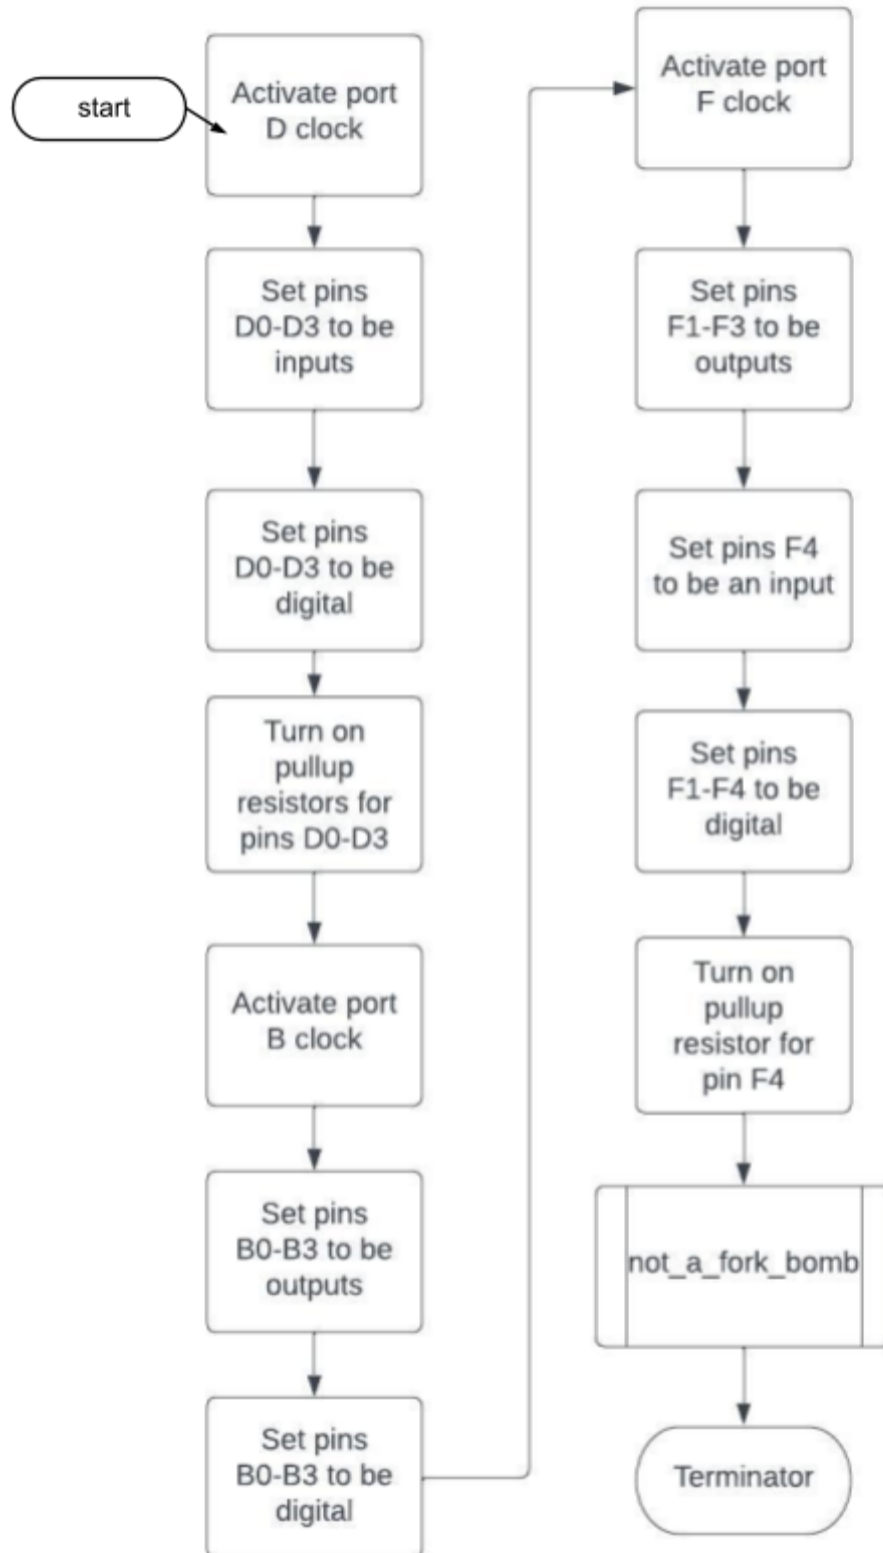 start
Activate port
D clock
Set pins
D0-D3 to be
inputs
Set pins
D0-D3 to be
digital
Turn on
pullup
resistors for
pins D0-D3
Activate port
B clock
Set pins
B0-B3 to be
outputs
Set pins
B0-B3 to be
digital
Activate port
F clock
Set pins
F1-F3 to be
outputs
Set pins F4
to be an input
Set pins
F1-F4 to be
digital
Turn on
pullup
resistor for
pin F4
not_a_fork_bomb
Terminator